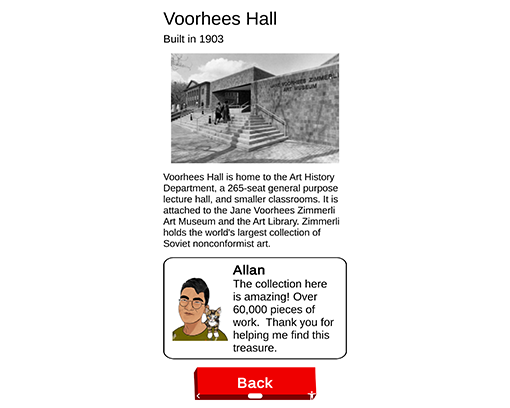 Voorhees Hall
Built in 1903
JANE VOORHEES ZIMMERLI
ART MUSEUM
Voorhees Hall is home to the Art History
Department, a 265-seat general purpose
lecture hall, and smaller classrooms. It is
attached to the Jane Voorhees Zimmerli
Art Museum and the Art Library. Zimmerli
holds the world's largest collection of
Soviet nonconformist art.
Allan
The collection here
is amazing! Over
60,000 pieces of
work. Thank you for
helping me find this
treasure.
Back